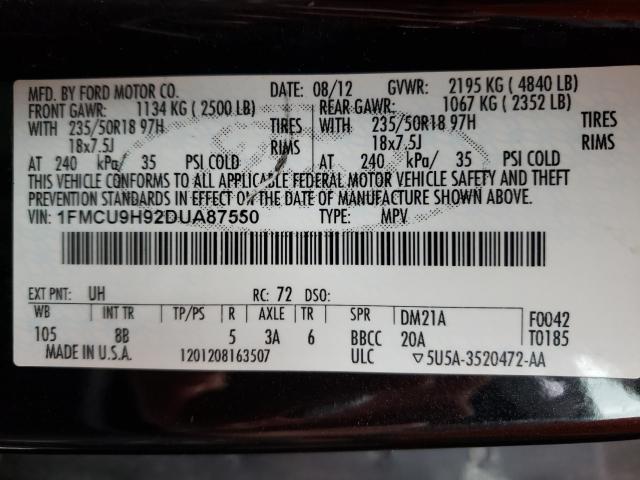 MFD. BY FORD MOTOR CO. DATE: 08/12 GVWR: 2195 KG ( 4840 LB)
FRONT GAWR: 1134 KG ( 2500 LB) REAR GAWR: 1067 KG ( 2352 LB)
WITH 235/50R18 97H TIRES WITH 235/50R18 97H TIRES
18x7.5J RIMS 18x7.5J RIMS
AT 240 kPa/ 35 PSI COLD AT 240 kPa/ 35 PSI COLD
THIS VEHICLE CONFORMS TO ALL APPLICABLE FEDERAL MOTOR VEHICLE SAFETY AND THEFT
PREVENTION STANDARDS IN EFFECT ON THE DATE OF MANUFACTURE SHOWN ABOVE.
VIN: 1FMCU9H92DUA87550 TYPE: MPV
EXT PNT: UH RC: 72 DSO:
WB INT TR TP/PS R AXLE TR SPR DM21A F0042
105 8B 5 3A 6 BBCC 20A T0185
MADE IN U.S.A. 1201208163507 ULC ▽5U5A-3520472-AA